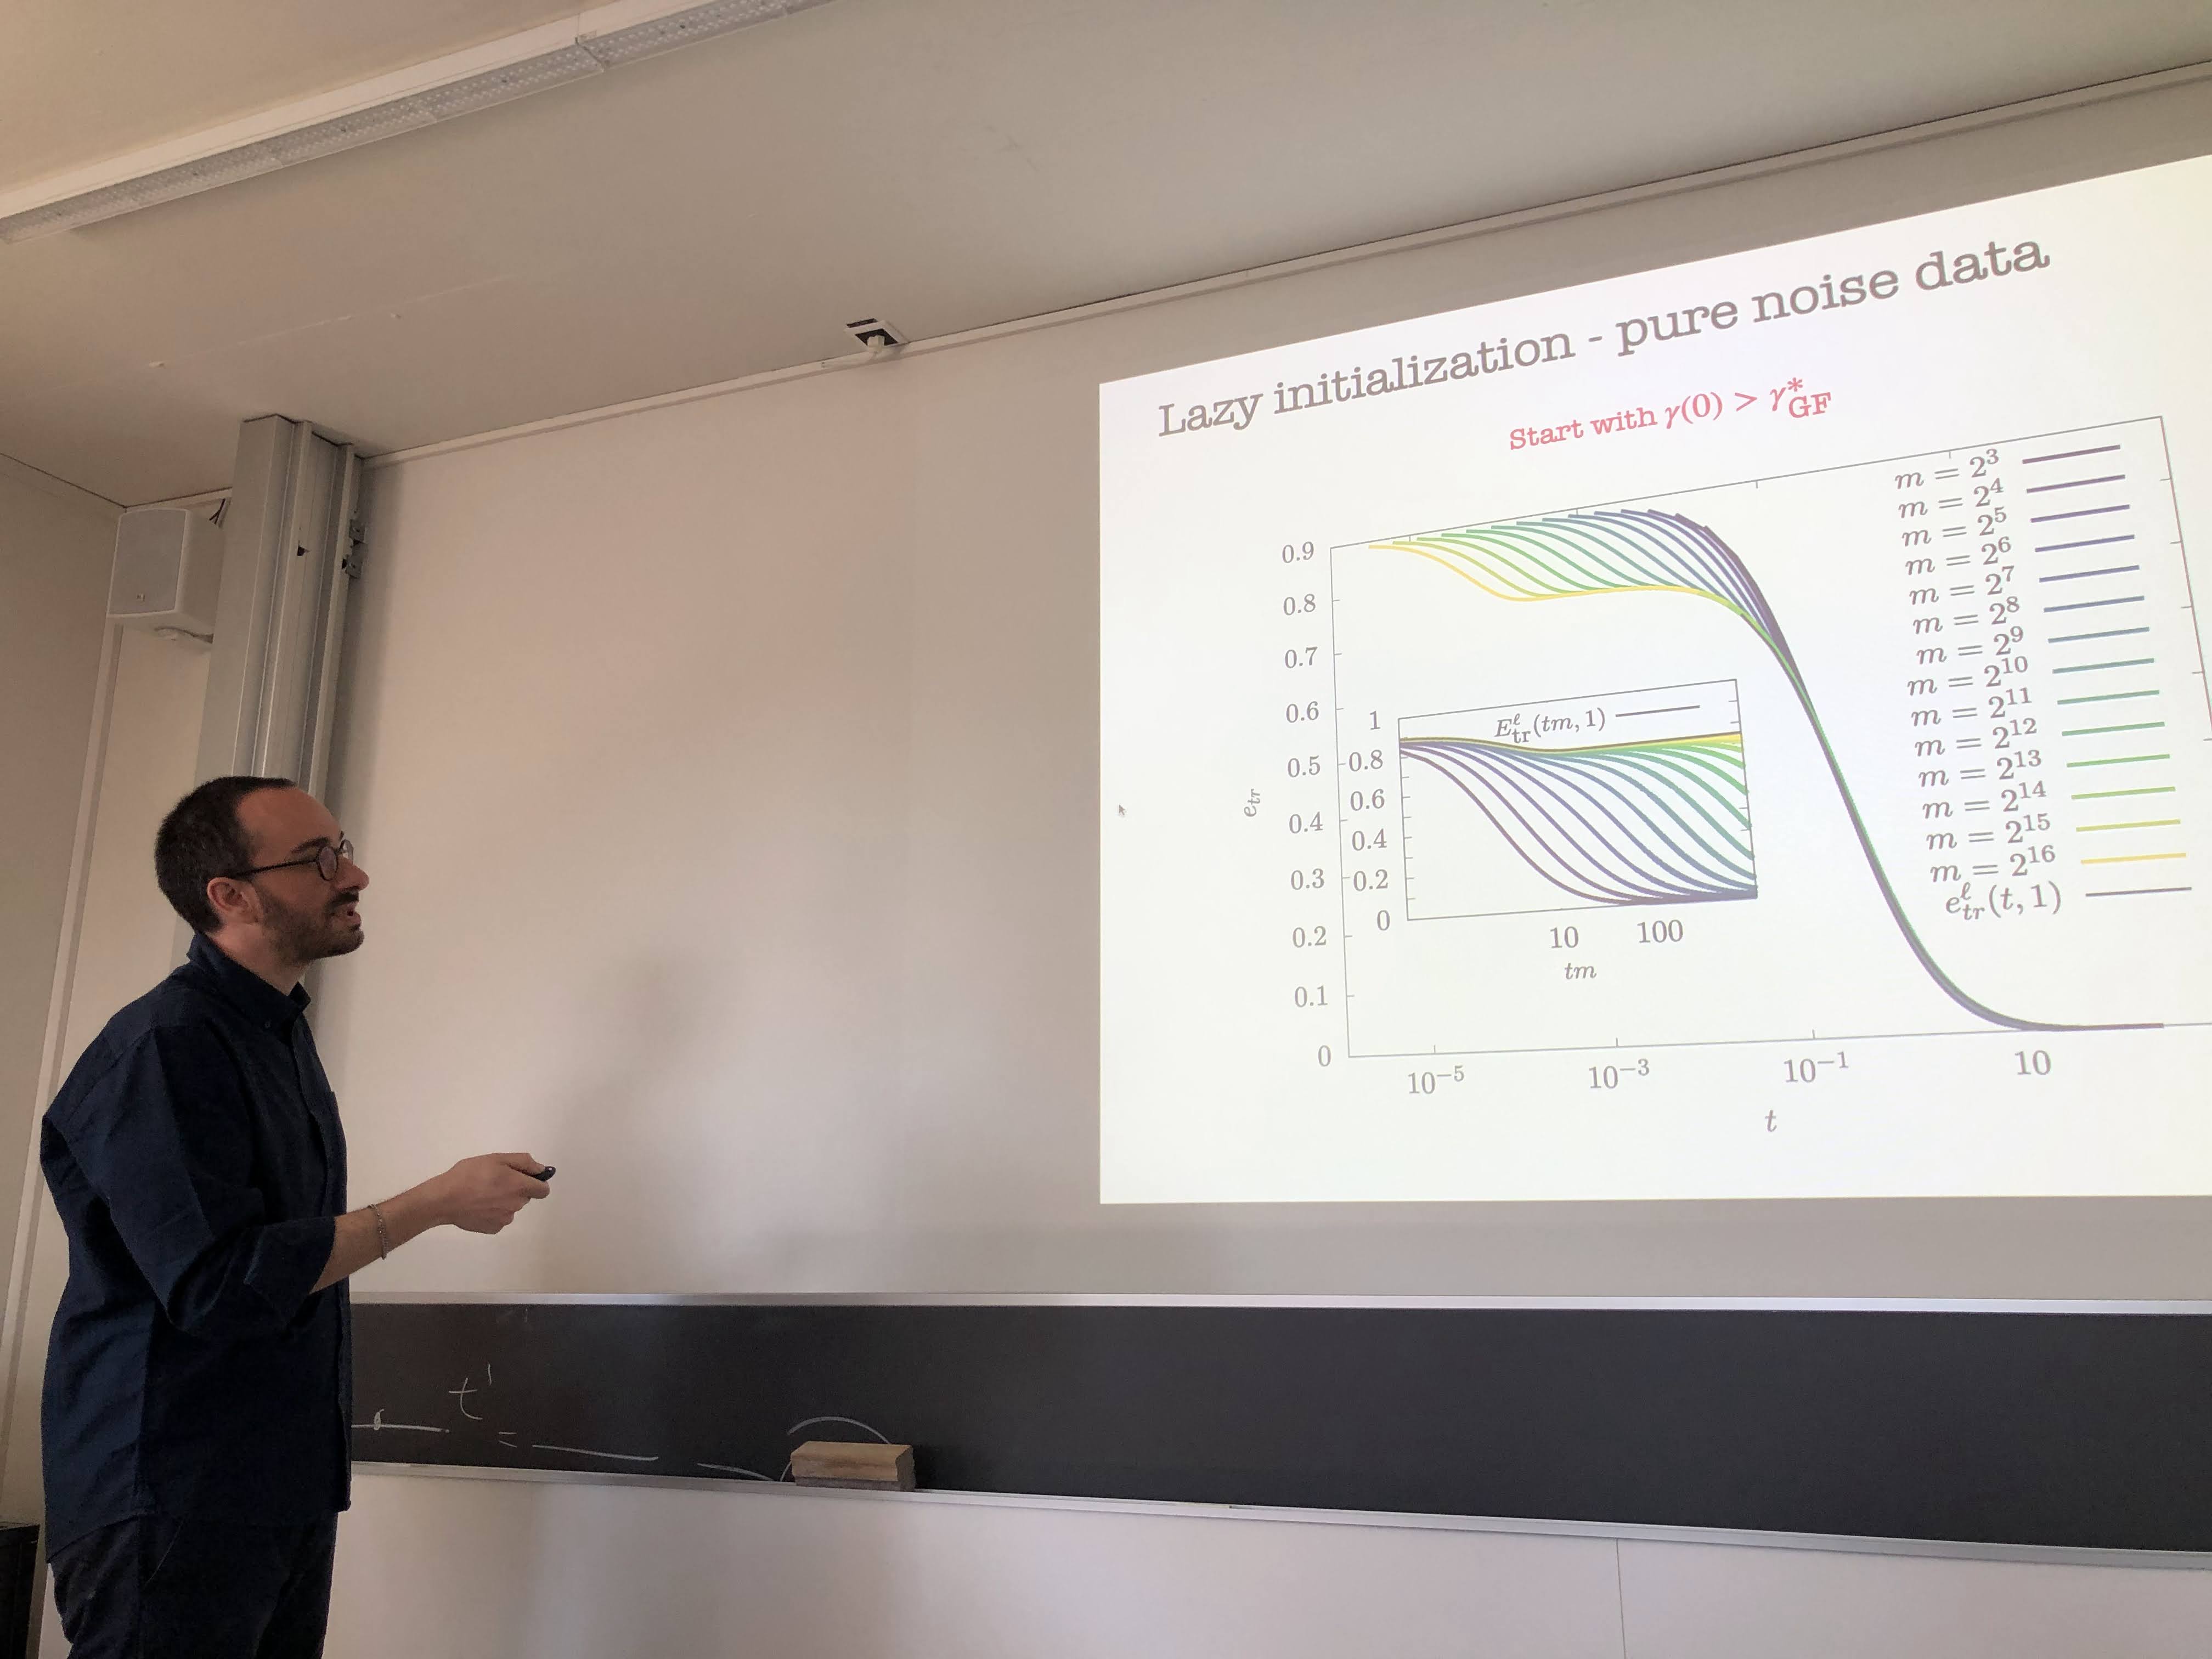 Lazy initialization - pure noise data
Start with γ(0) > γ*GF
m = 2³
m = 2⁴
m = 2⁵
m = 2⁶
m = 2⁷
m = 2⁸
m = 2⁹
m = 2¹⁰
m = 2¹¹
m = 2¹²
m = 2¹³
m = 2¹⁴
m = 2¹⁵
m = 2¹⁶
eℓtr(t, 1)
0.9
0.8
0.7
0.6
0.5
0.4
0.3
0.2
0.1
0
etr
1
0.8
0.6
0.4
0.2
0
Eℓtr(tm, 1)
10 100
tm
10⁻⁵ 10⁻³ 10⁻¹ 10
t
t' =